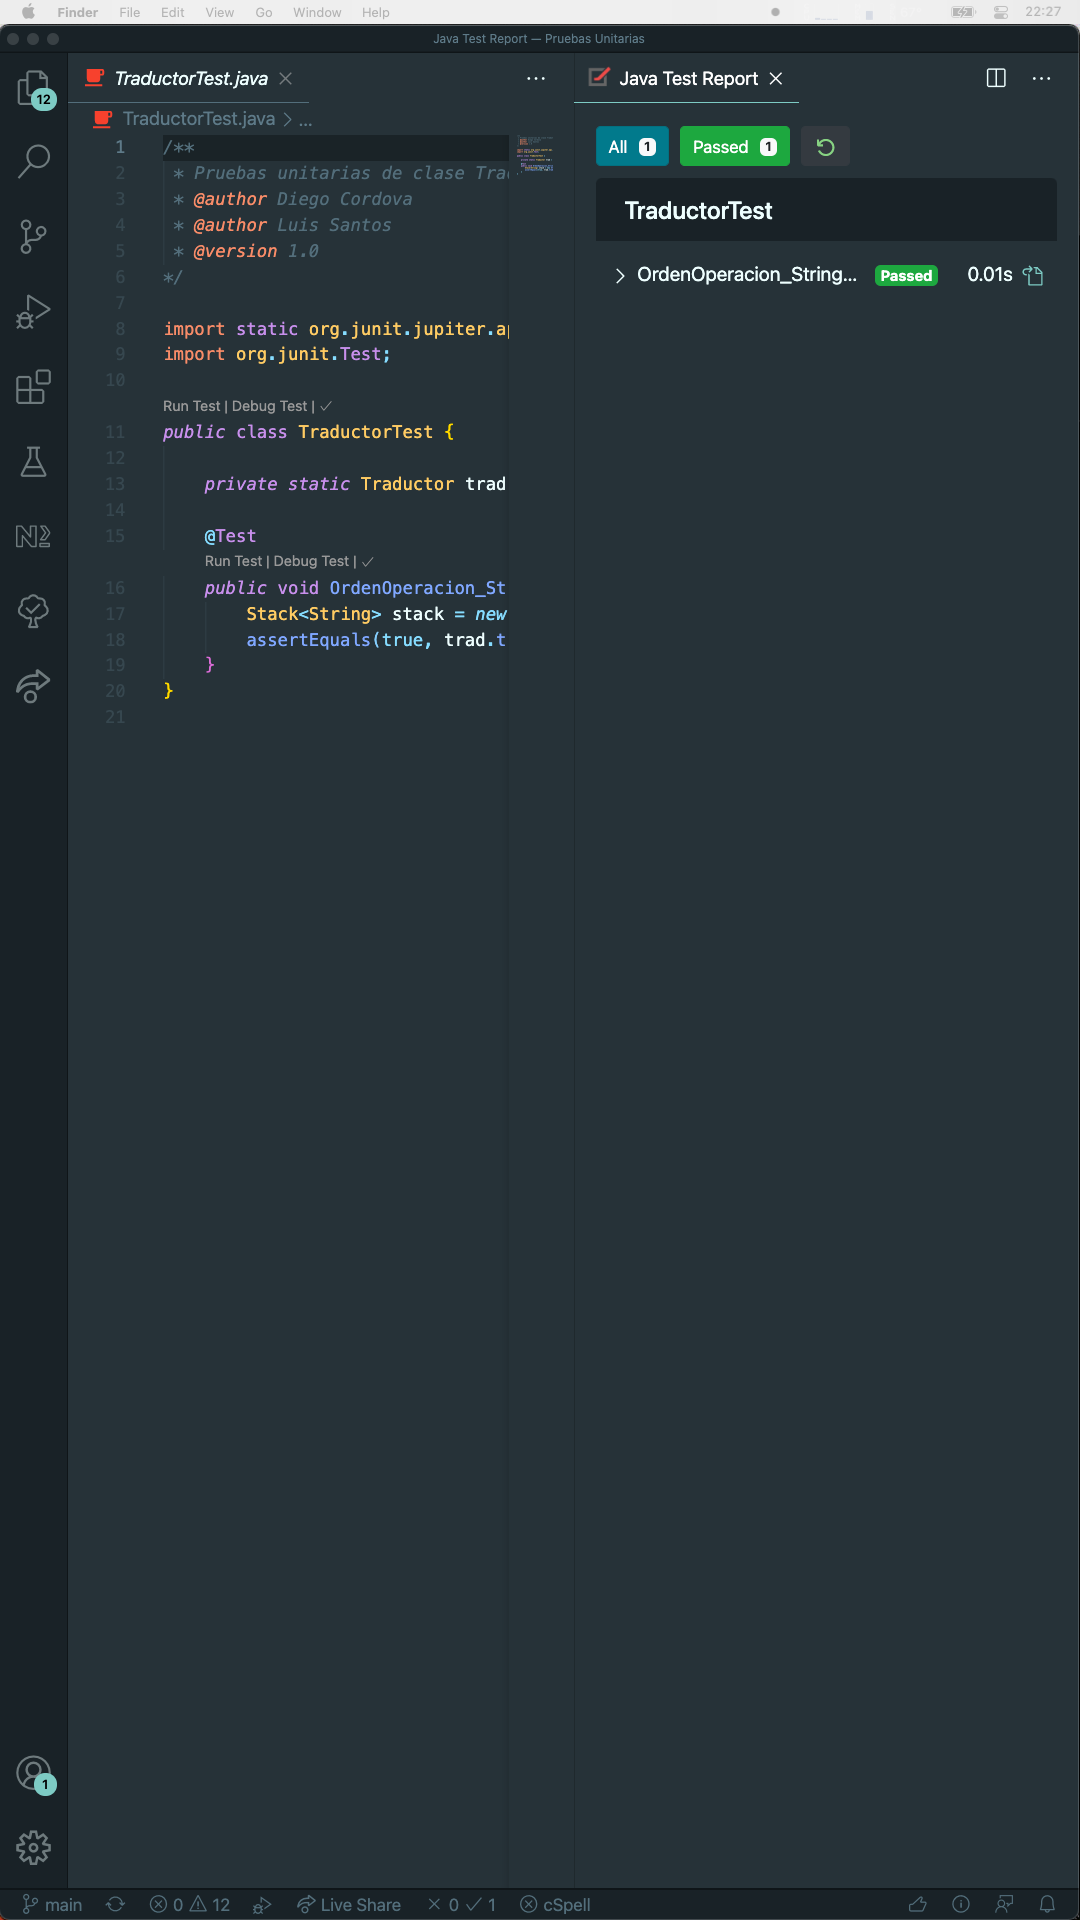 Finder File Edit View Go Window Help 22:27
Java Test Report — Pruebas Unitarias
TraductorTest.java
Java Test Report
12
TraductorTest.java > ...
All 1 Passed 1
TraductorTest
OrdenOperacion_String... Passed 0.01s
1 /**
2 * Pruebas unitarias de clase Tra
3 * @author Diego Cordova
4 * @author Luis Santos
5 * @version 1.0
6 */
7
8 import static org.junit.jupiter.ap
9 import org.junit.Test;
10
Run Test | Debug Test | ✓
11 public class TraductorTest {
12
13 private static Traductor trad
14
15 @Test
Run Test | Debug Test | ✓
16 public void OrdenOperacion_St
17 Stack<String> stack = new
18 assertEquals(true, trad.t
19 }
20 }
21
1
main 0 12 Live Share 0 ✓ 1 cSpell